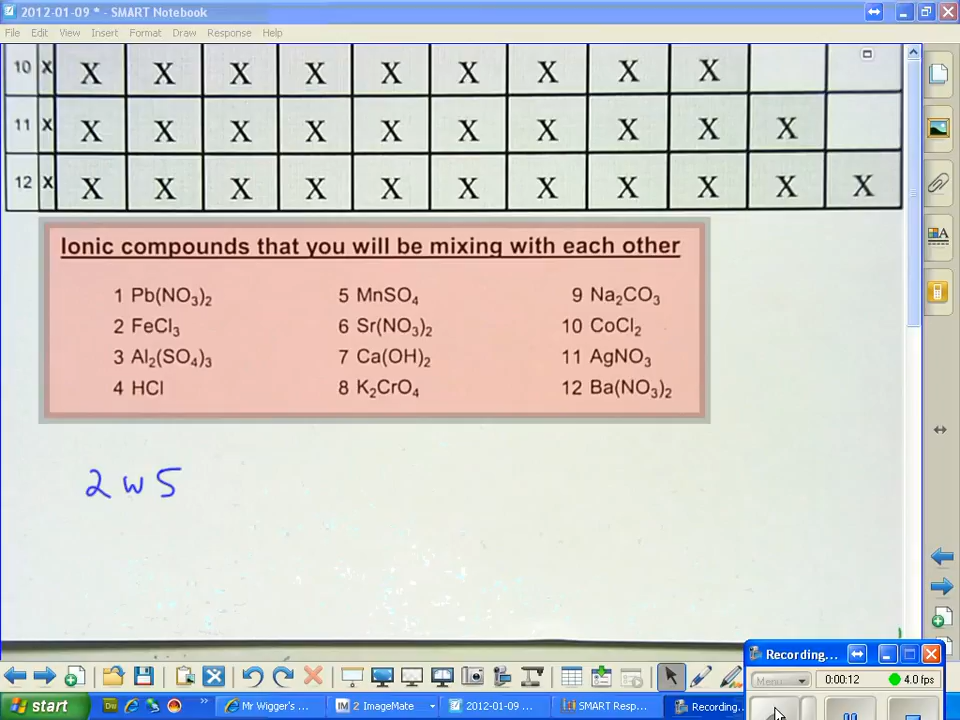 2012-01-09 * - SMART Notebook
File Edit View Insert Format Draw Response Help
10 X X X X X X X X X X
11 X X X X X X X X X X X
12 X X X X X X X X X X X X
Ionic compounds that you will be mixing with each other
1 Pb(NO₃)₂ 5 MnSO₄ 9 Na₂CO₃
2 FeCl₃ 6 Sr(NO₃)₂ 10 CoCl₂
3 Al₂(SO₄)₃ 7 Ca(OH)₂ 11 AgNO₃
4 HCl 8 K₂CrO₄ 12 Ba(NO₃)₂
2 w 5
Recording...
Menu 0:00:12 4.0 fps
start Mr Wigger's ... 2 ImageMate 2012-01-09 ... SMART Resp... Recording...